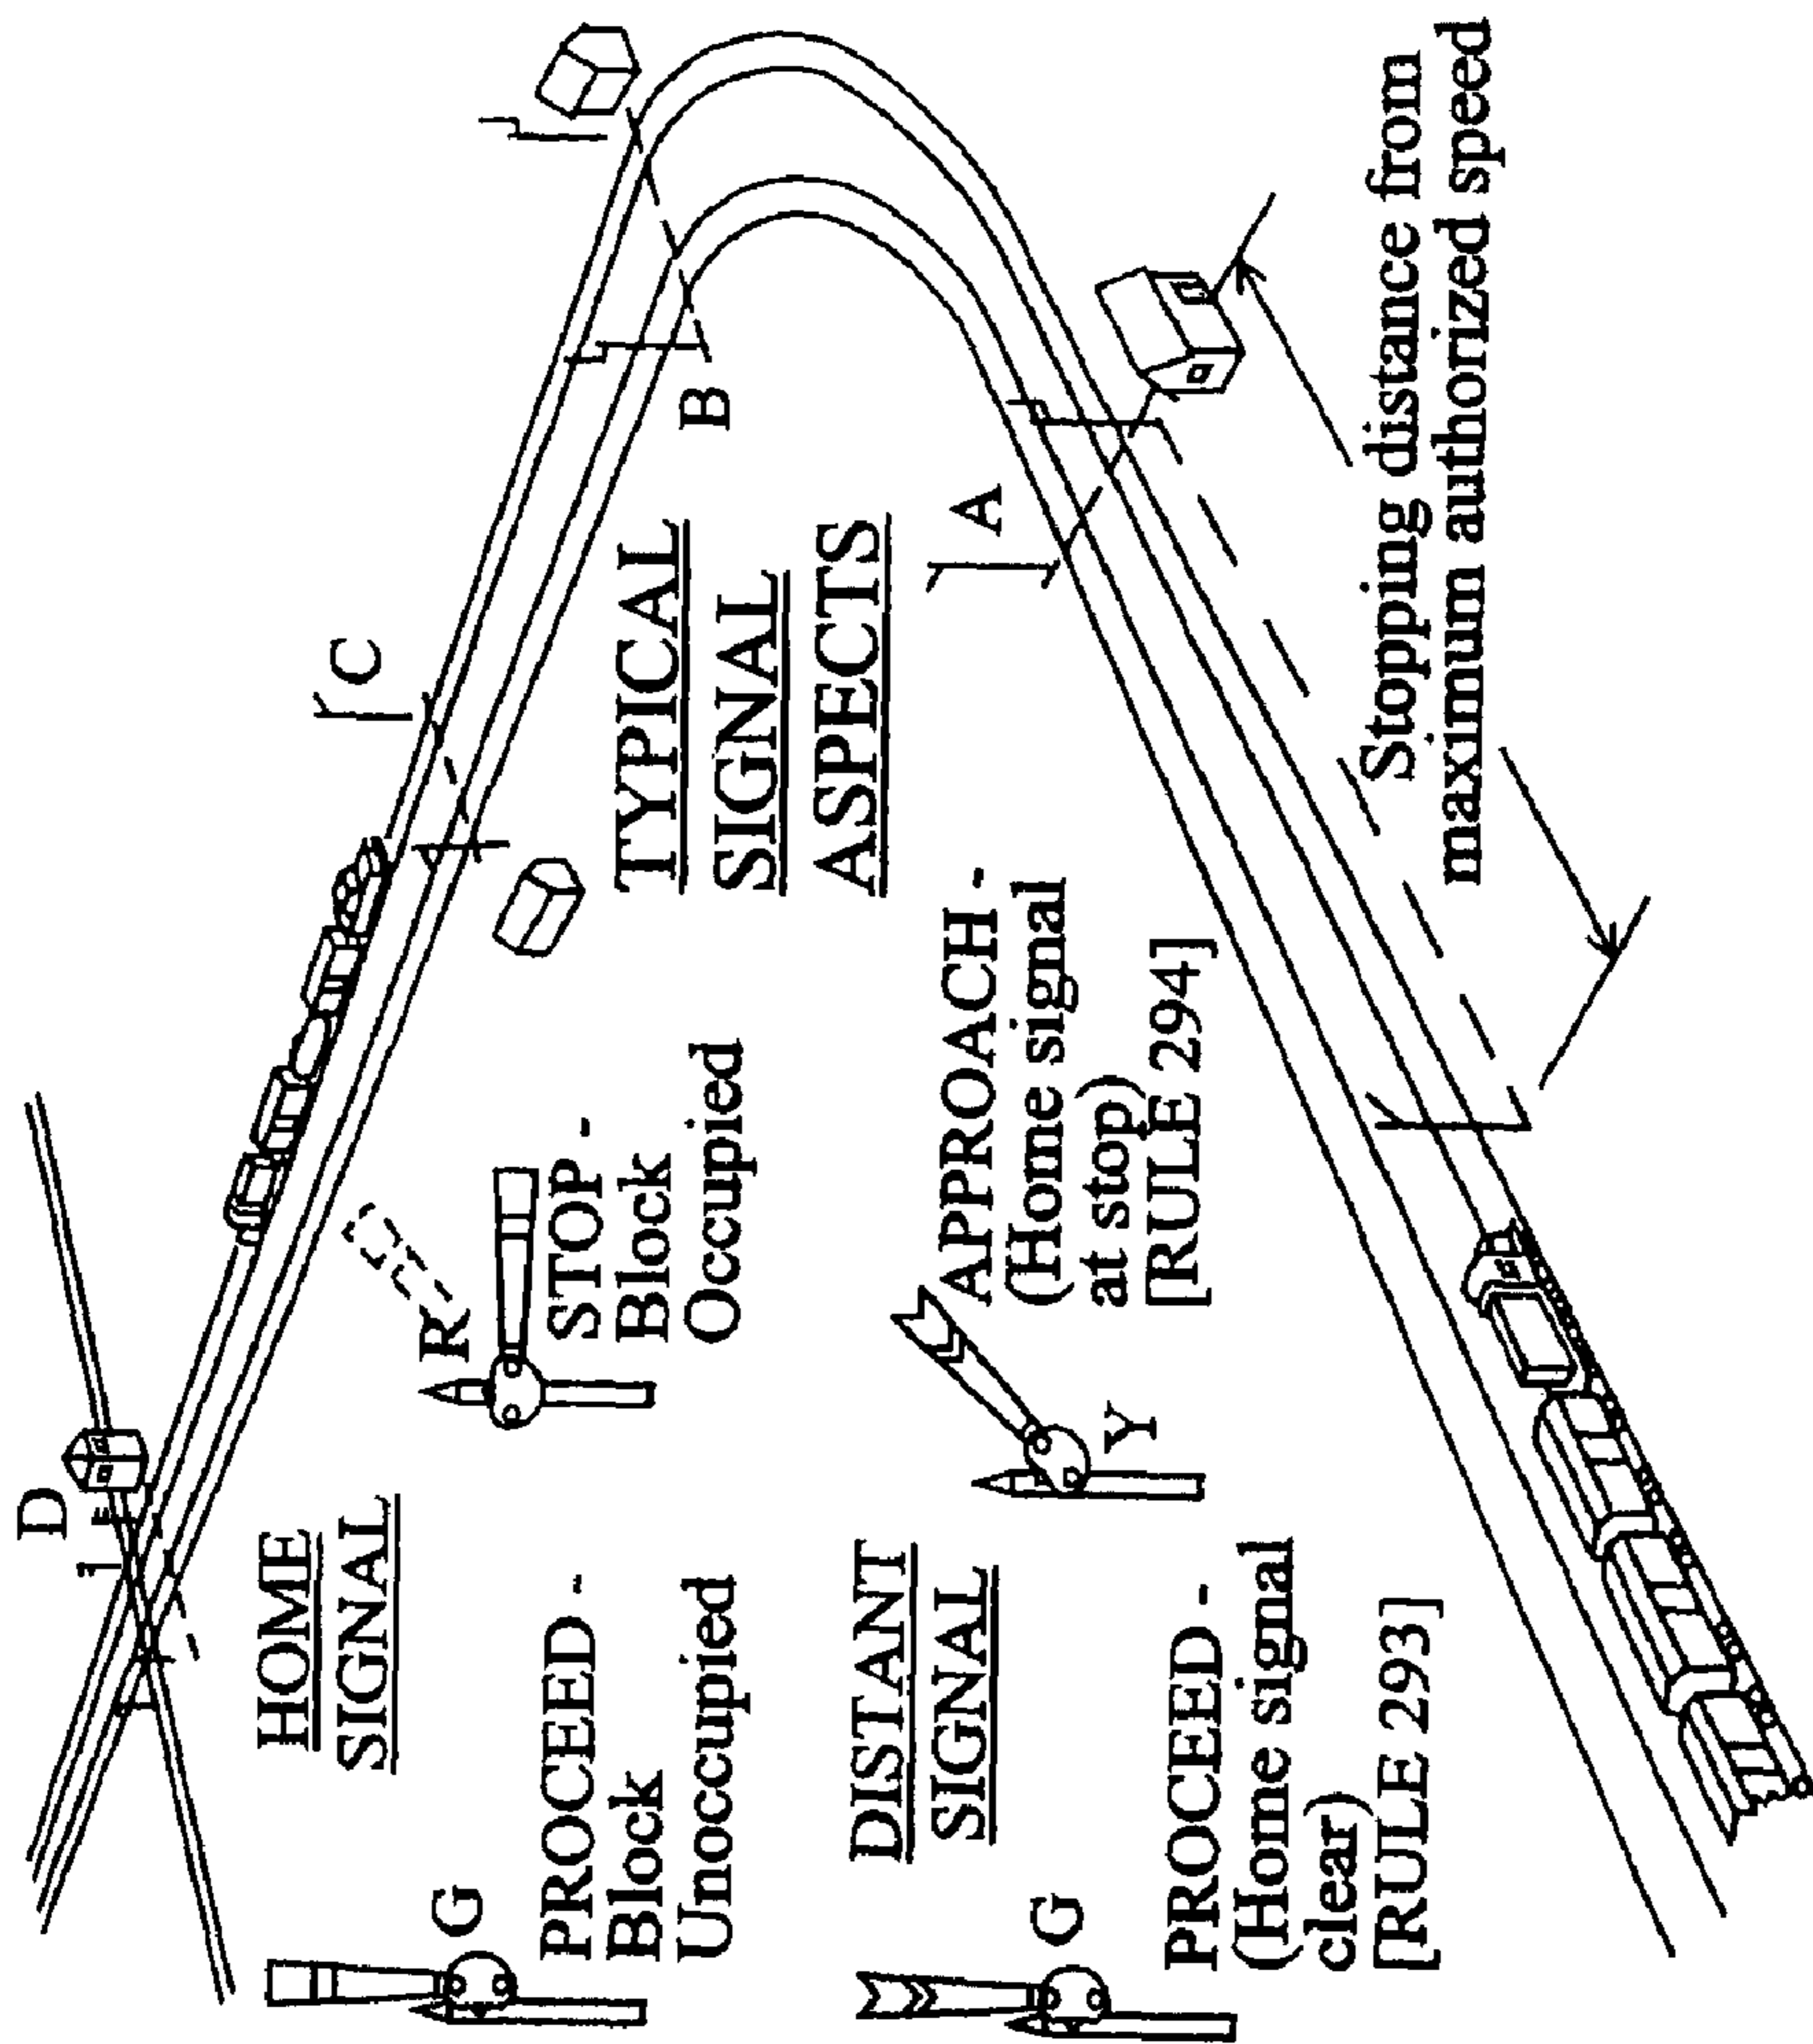 D
C
B
A
TYPICAL
SIGNAL
ASPECTS
HOME
SIGNAL
G
PROCEED -
Block
Unoccupied
R
STOP -
Block
Occupied
DISTANT
SIGNAL
G
PROCEED -
(Home signal
clear)
[RULE 293]
Y
APPROACH -
(Home signal
at stop)
[RULE 294]
Stopping distance from
maximum authorized speed